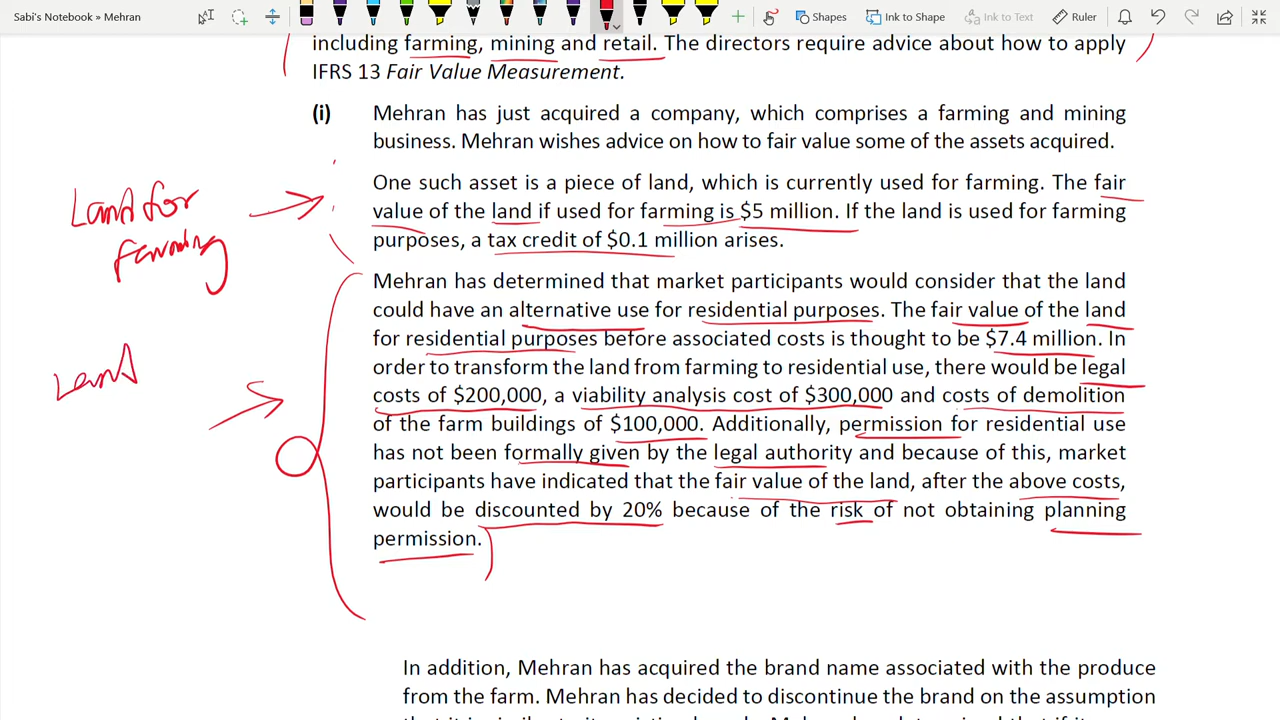 Sabi's Notebook » Mehran
Shapes
Ink to Shape
Ink to Text
Ruler
including farming, mining and retail. The directors require advice about how to apply
IFRS 13 Fair Value Measurement.
(i) Mehran has just acquired a company, which comprises a farming and mining
business. Mehran wishes advice on how to fair value some of the assets acquired.
One such asset is a piece of land, which is currently used for farming. The fair
value of the land if used for farming is $5 million. If the land is used for farming
purposes, a tax credit of $0.1 million arises.
Land for
farming
Mehran has determined that market participants would consider that the land
could have an alternative use for residential purposes. The fair value of the land
for residential purposes before associated costs is thought to be $7.4 million. In
order to transform the land from farming to residential use, there would be legal
costs of $200,000, a viability analysis cost of $300,000 and costs of demolition
of the farm buildings of $100,000. Additionally, permission for residential use
has not been formally given by the legal authority and because of this, market
participants have indicated that the fair value of the land, after the above costs,
would be discounted by 20% because of the risk of not obtaining planning
permission.
Land
In addition, Mehran has acquired the brand name associated with the produce
from the farm. Mehran has decided to discontinue the brand on the assumption